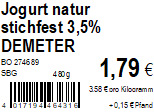 Jogurt natur
stichfest 3,5%
DEMETER
BO 274689
SBG 480g
1,79 €
3.58 € pro Kilogramm
4 017194 464316
+ 0,15 € Pfand